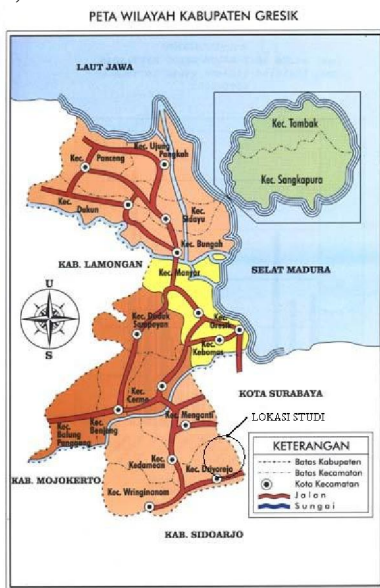 PETA WILAYAH KABUPATEN GRESIK
LAUT JAWA
Kec. Tambak
Kec. Sangkapura
Kec. Ujung
Pangkah
Kec.
Panceng
Kec.
Dukun
Kec.
Sidayu
Kec. Bungah
KAB. LAMONGAN
Kec. Manyar
SELAT MADURA
U
S
Kec. Duduk
Sampeyan
Kec.
Gresik
Kec.
Kebomas
KOTA SURABAYA
Kec.
Cerme
Kec. Menganti
LOKASI STUDI
Kec.
Benjeng
Kec.
Balung
Panggang
Kec.
Kedamean
Kec. Driyorejo
KAB. MOJOKERTO
Kec. Wringinanom
KAB. SIDOARJO
KETERANGAN
Batas Kabupaten
Batas Kecamatan
Kota Kecamatan
Jalan
Sungai